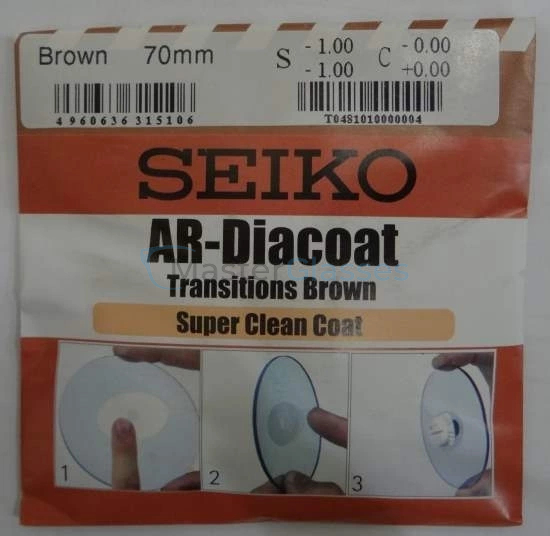 Brown 70mm S - 1.00 C - 0.00
- 1.00 +0.00
4 960636 315106
T0481010000004
SEIKO
AR-Diacoat
MasterGlasses
Transitions Brown
Super Clean Coat
1 2 3